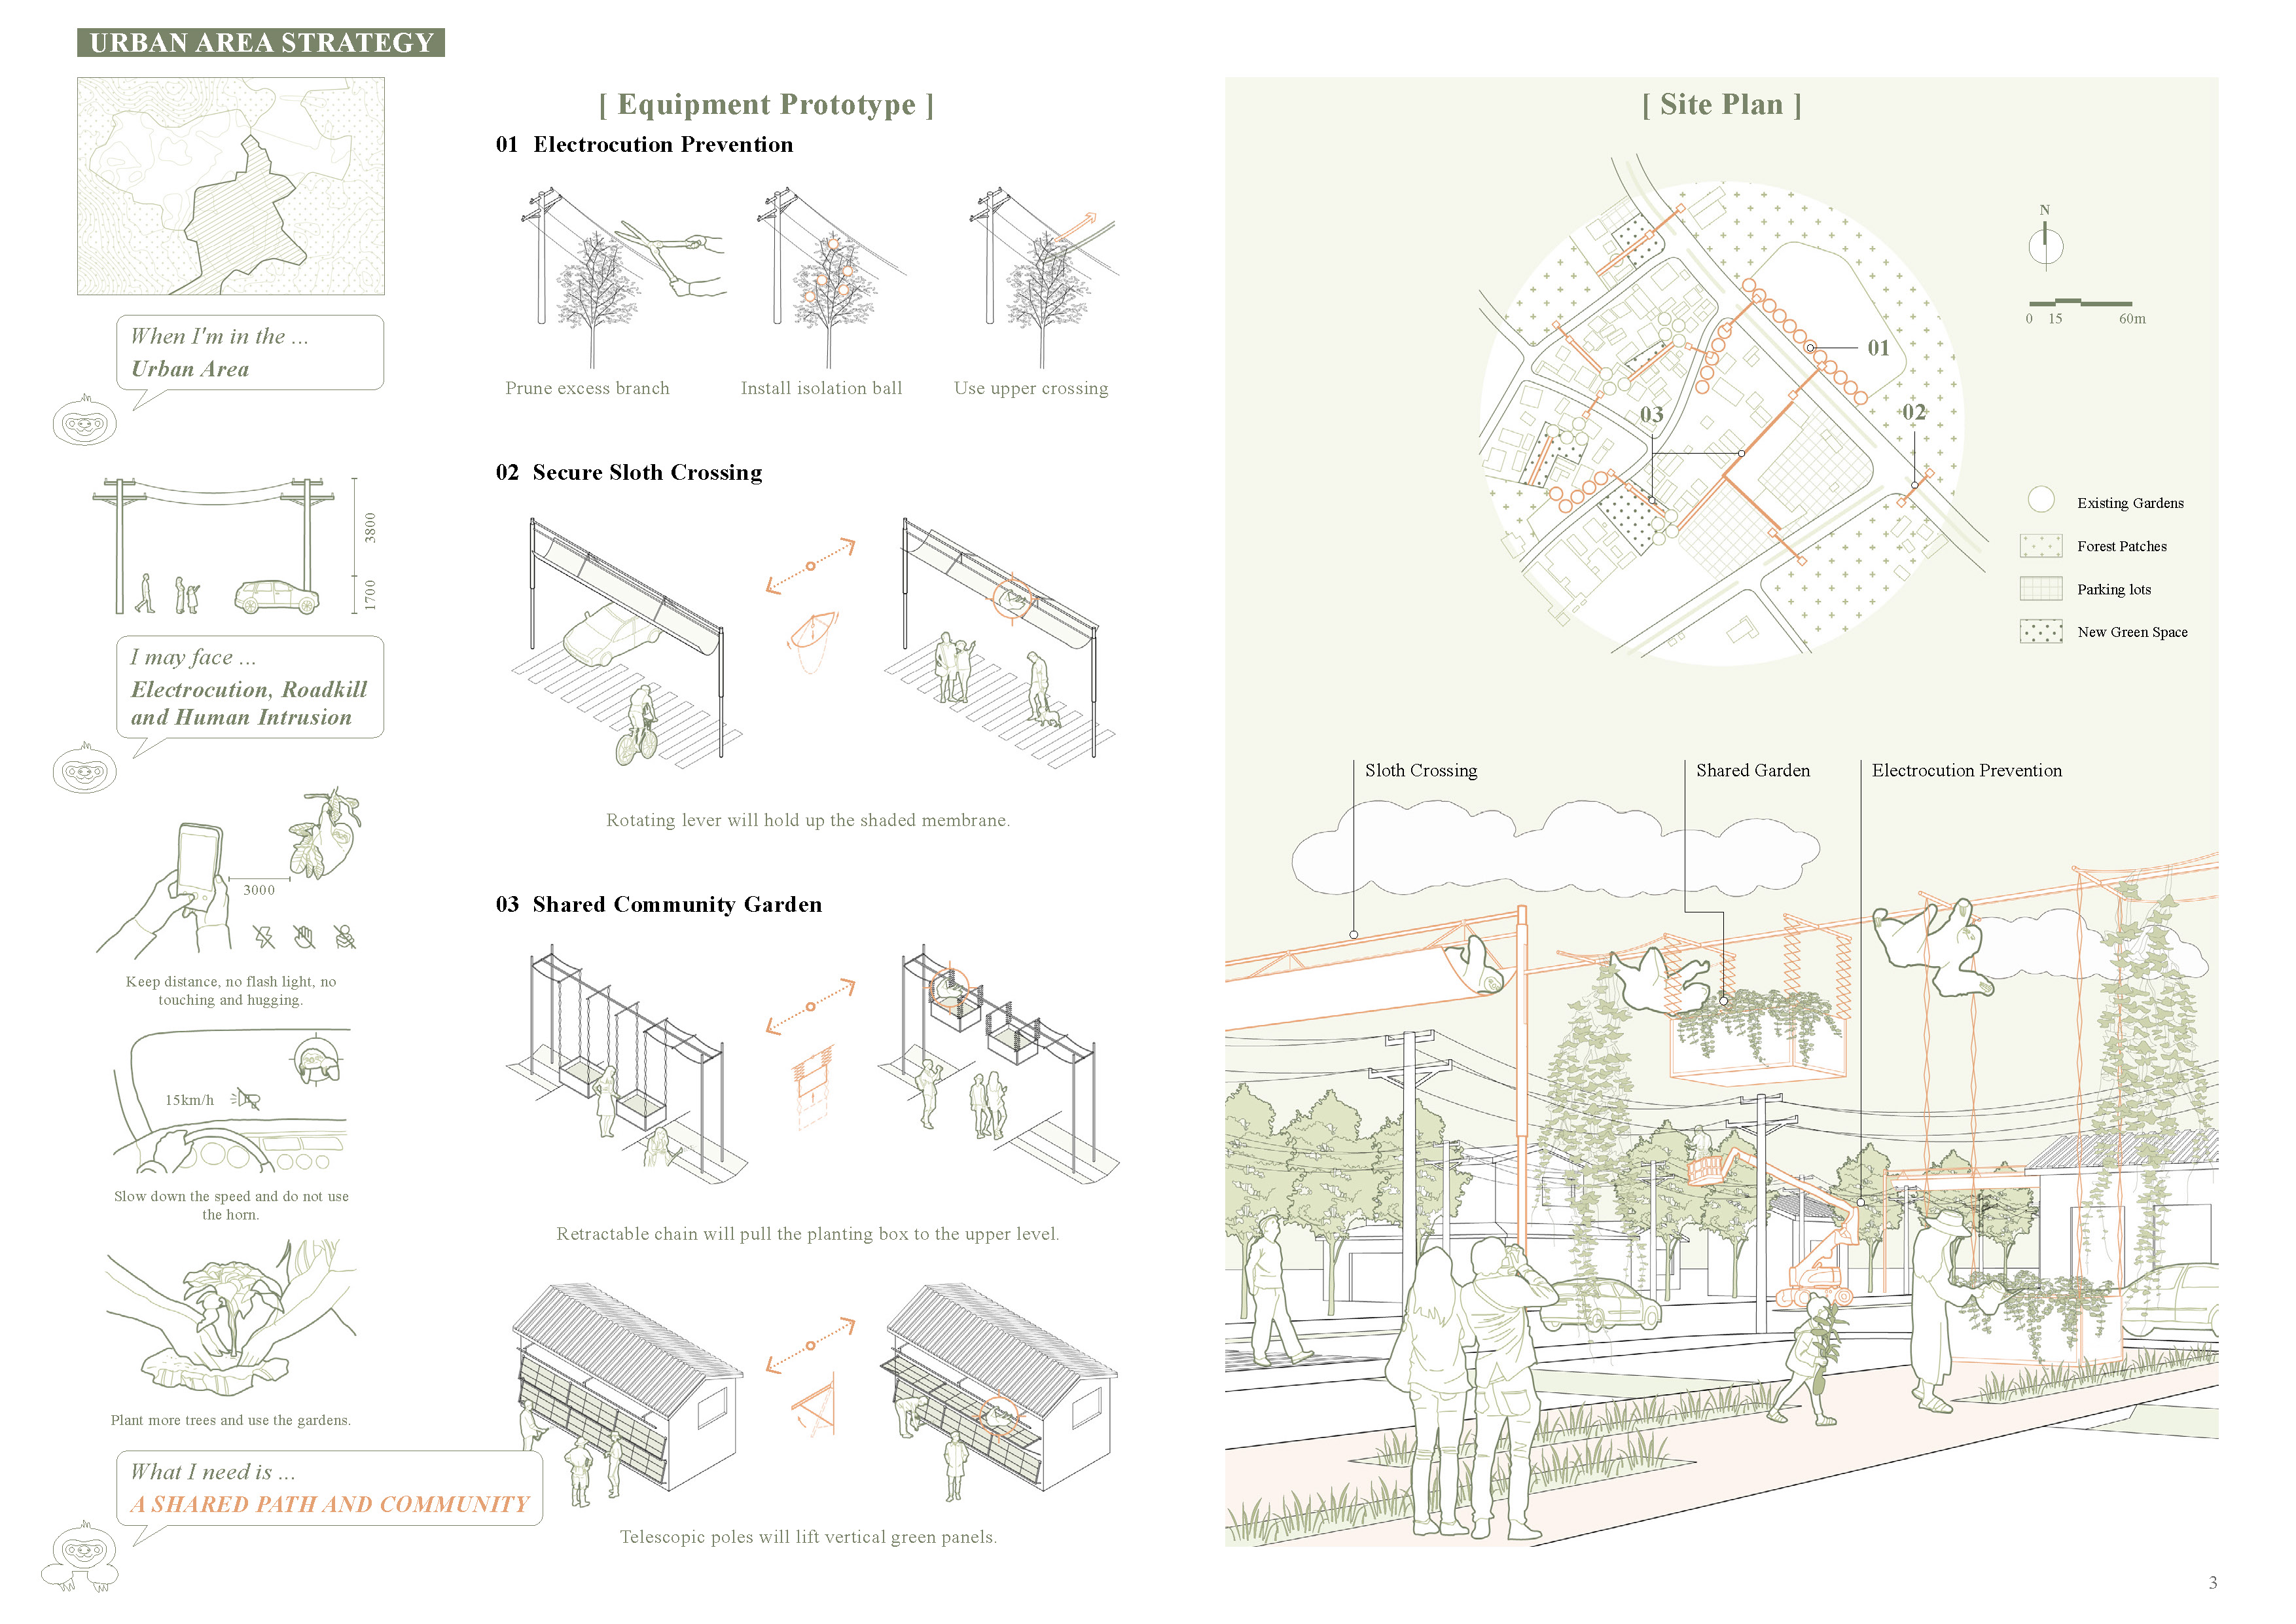 URBAN AREA STRATEGY
When I'm in the ...
Urban Area
3800
1700
I may face ...
Electrocution, Roadkill
and Human Intrusion
3000
Keep distance, no flash light, no
touching and hugging.
15km/h
Slow down the speed and do not use
the horn.
Plant more trees and use the gardens.
What I need is ...
A SHARED PATH AND COMMUNITY
[ Equipment Prototype ]
01 Electrocution Prevention
Prune excess branch
Install isolation ball
Use upper crossing
02 Secure Sloth Crossing
Rotating lever will hold up the shaded membrane.
03 Shared Community Garden
Retractable chain will pull the planting box to the upper level.
Telescopic poles will lift vertical green panels.
[ Site Plan ]
N
0 15 60m
01
02
03
Existing Gardens
Forest Patches
Parking lots
New Green Space
Sloth Crossing
Shared Garden
Electrocution Prevention
3